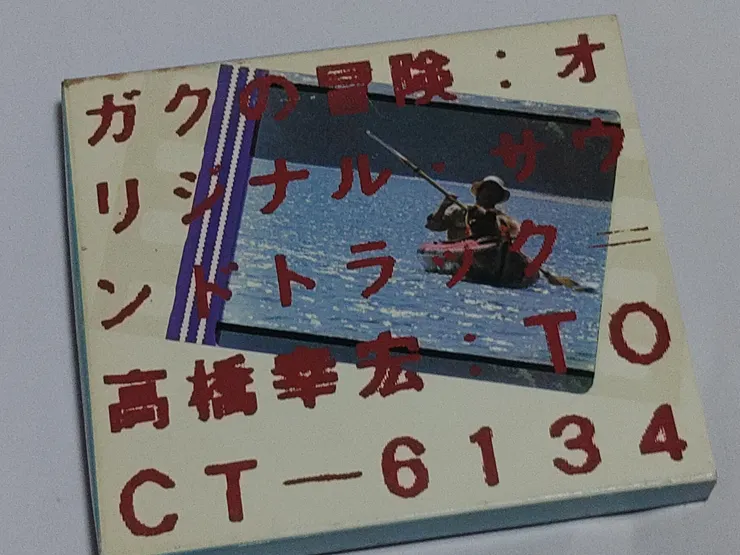 ガクの冒険:オ
リジナル・サウ
ンドトラック=
高橋幸宏:TO
CT―6134